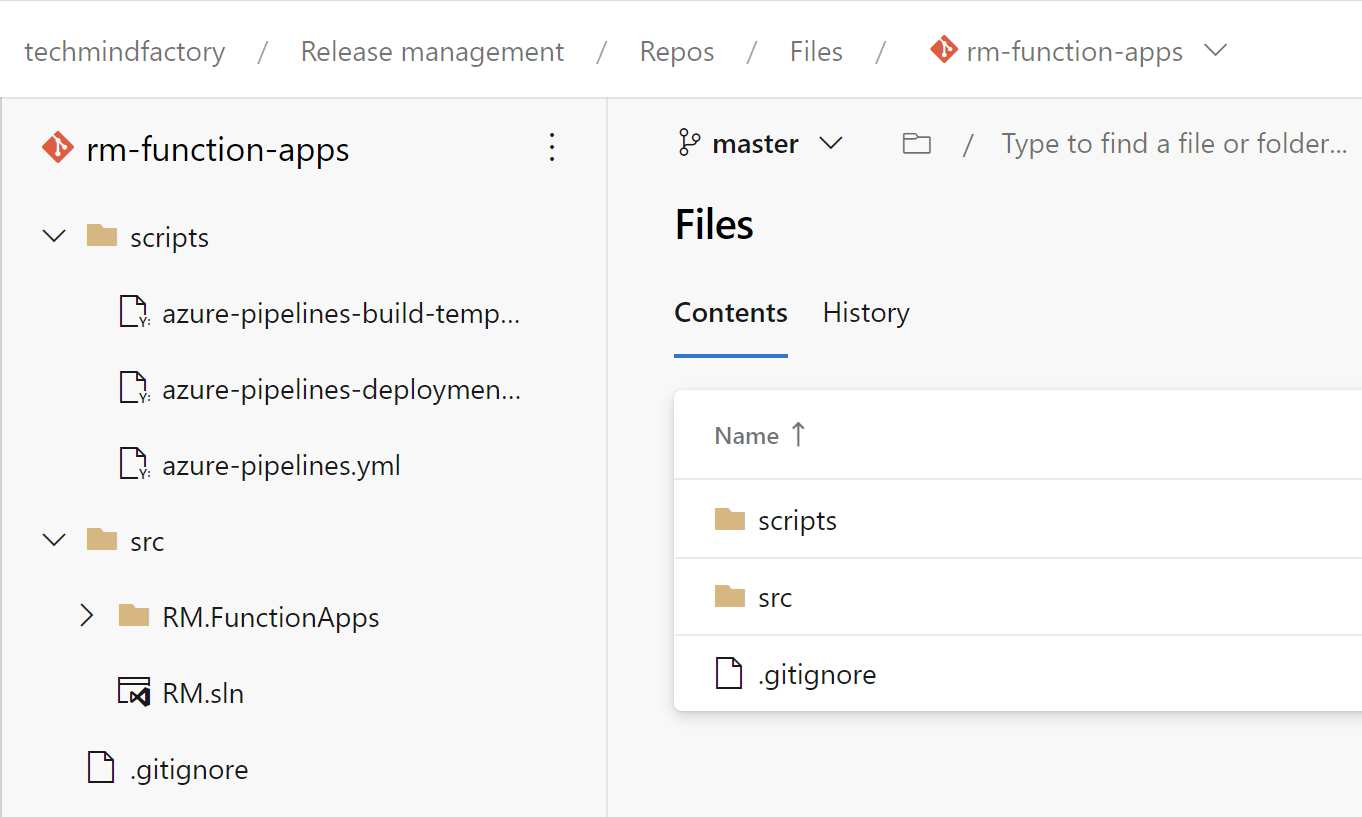 techmindfactory / Release management / Repos / Files / rm-function-apps
rm-function-apps
scripts
azure-pipelines-build-temp...
azure-pipelines-deploymen...
azure-pipelines.yml
src
RM.FunctionApps
RM.sln
.gitignore
master / Type to find a file or folder...
Files
Contents History
Name ↑
scripts
src
.gitignore